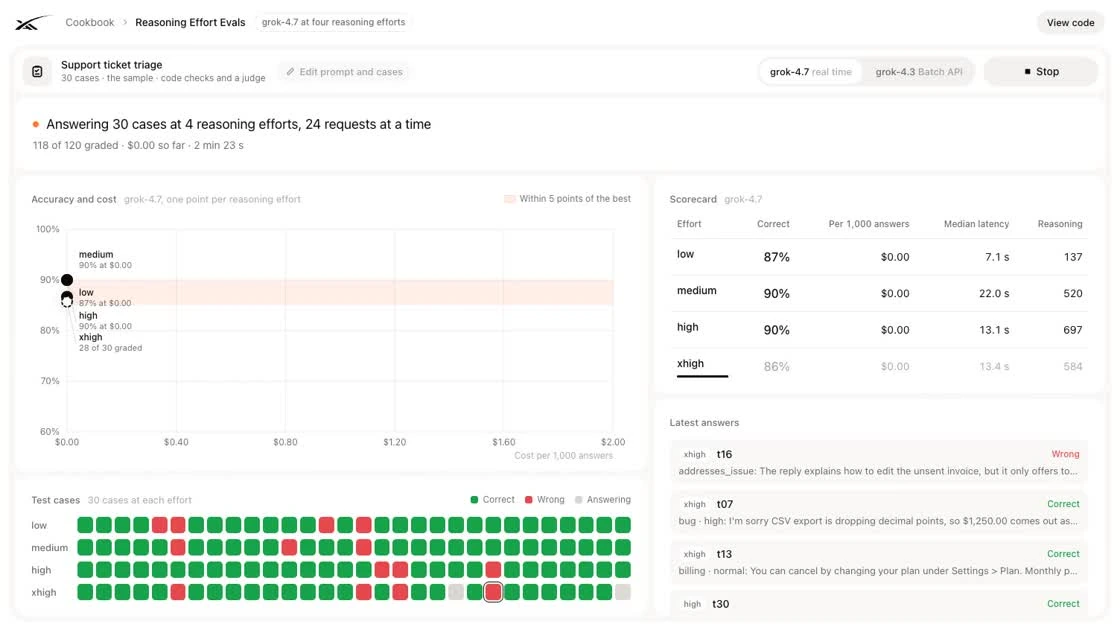 Cookbook › Reasoning Effort Evals grok-4.7 at four reasoning efforts
View code
Support ticket triage
30 cases · the sample · code checks and a judge
Edit prompt and cases
grok-4.7 real time
grok-4.3 Batch API
Stop
Answering 30 cases at 4 reasoning efforts, 24 requests at a time
118 of 120 graded · $0.00 so far · 2 min 23 s
Accuracy and cost grok-4.7, one point per reasoning effort
Within 5 points of the best
100%
90%
80%
70%
60%
medium
90% at $0.00
low
87% at $0.00
high
90% at $0.00
xhigh
28 of 30 graded
$0.00 $0.40 $0.80 $1.20 $1.60 $2.00
Cost per 1,000 answers
Test cases 30 cases at each effort
Correct Wrong Answering
low
medium
high
xhigh
Scorecard grok-4.7
Effort Correct Per 1,000 answers Median latency Reasoning
low 87% $0.00 7.1 s 137
medium 90% $0.00 22.0 s 520
high 90% $0.00 13.1 s 697
xhigh 86% $0.00 13.4 s 584
Latest answers
xhigh t16 Wrong
addresses_issue: The reply explains how to edit the unsent invoice, but it only offers to...
xhigh t07 Correct
bug · high: I'm sorry CSV export is dropping decimal points, so $1,250.00 comes out as...
xhigh t13 Correct
billing · normal: You can cancel by changing your plan under Settings > Plan. Monthly p...
high t30 Correct